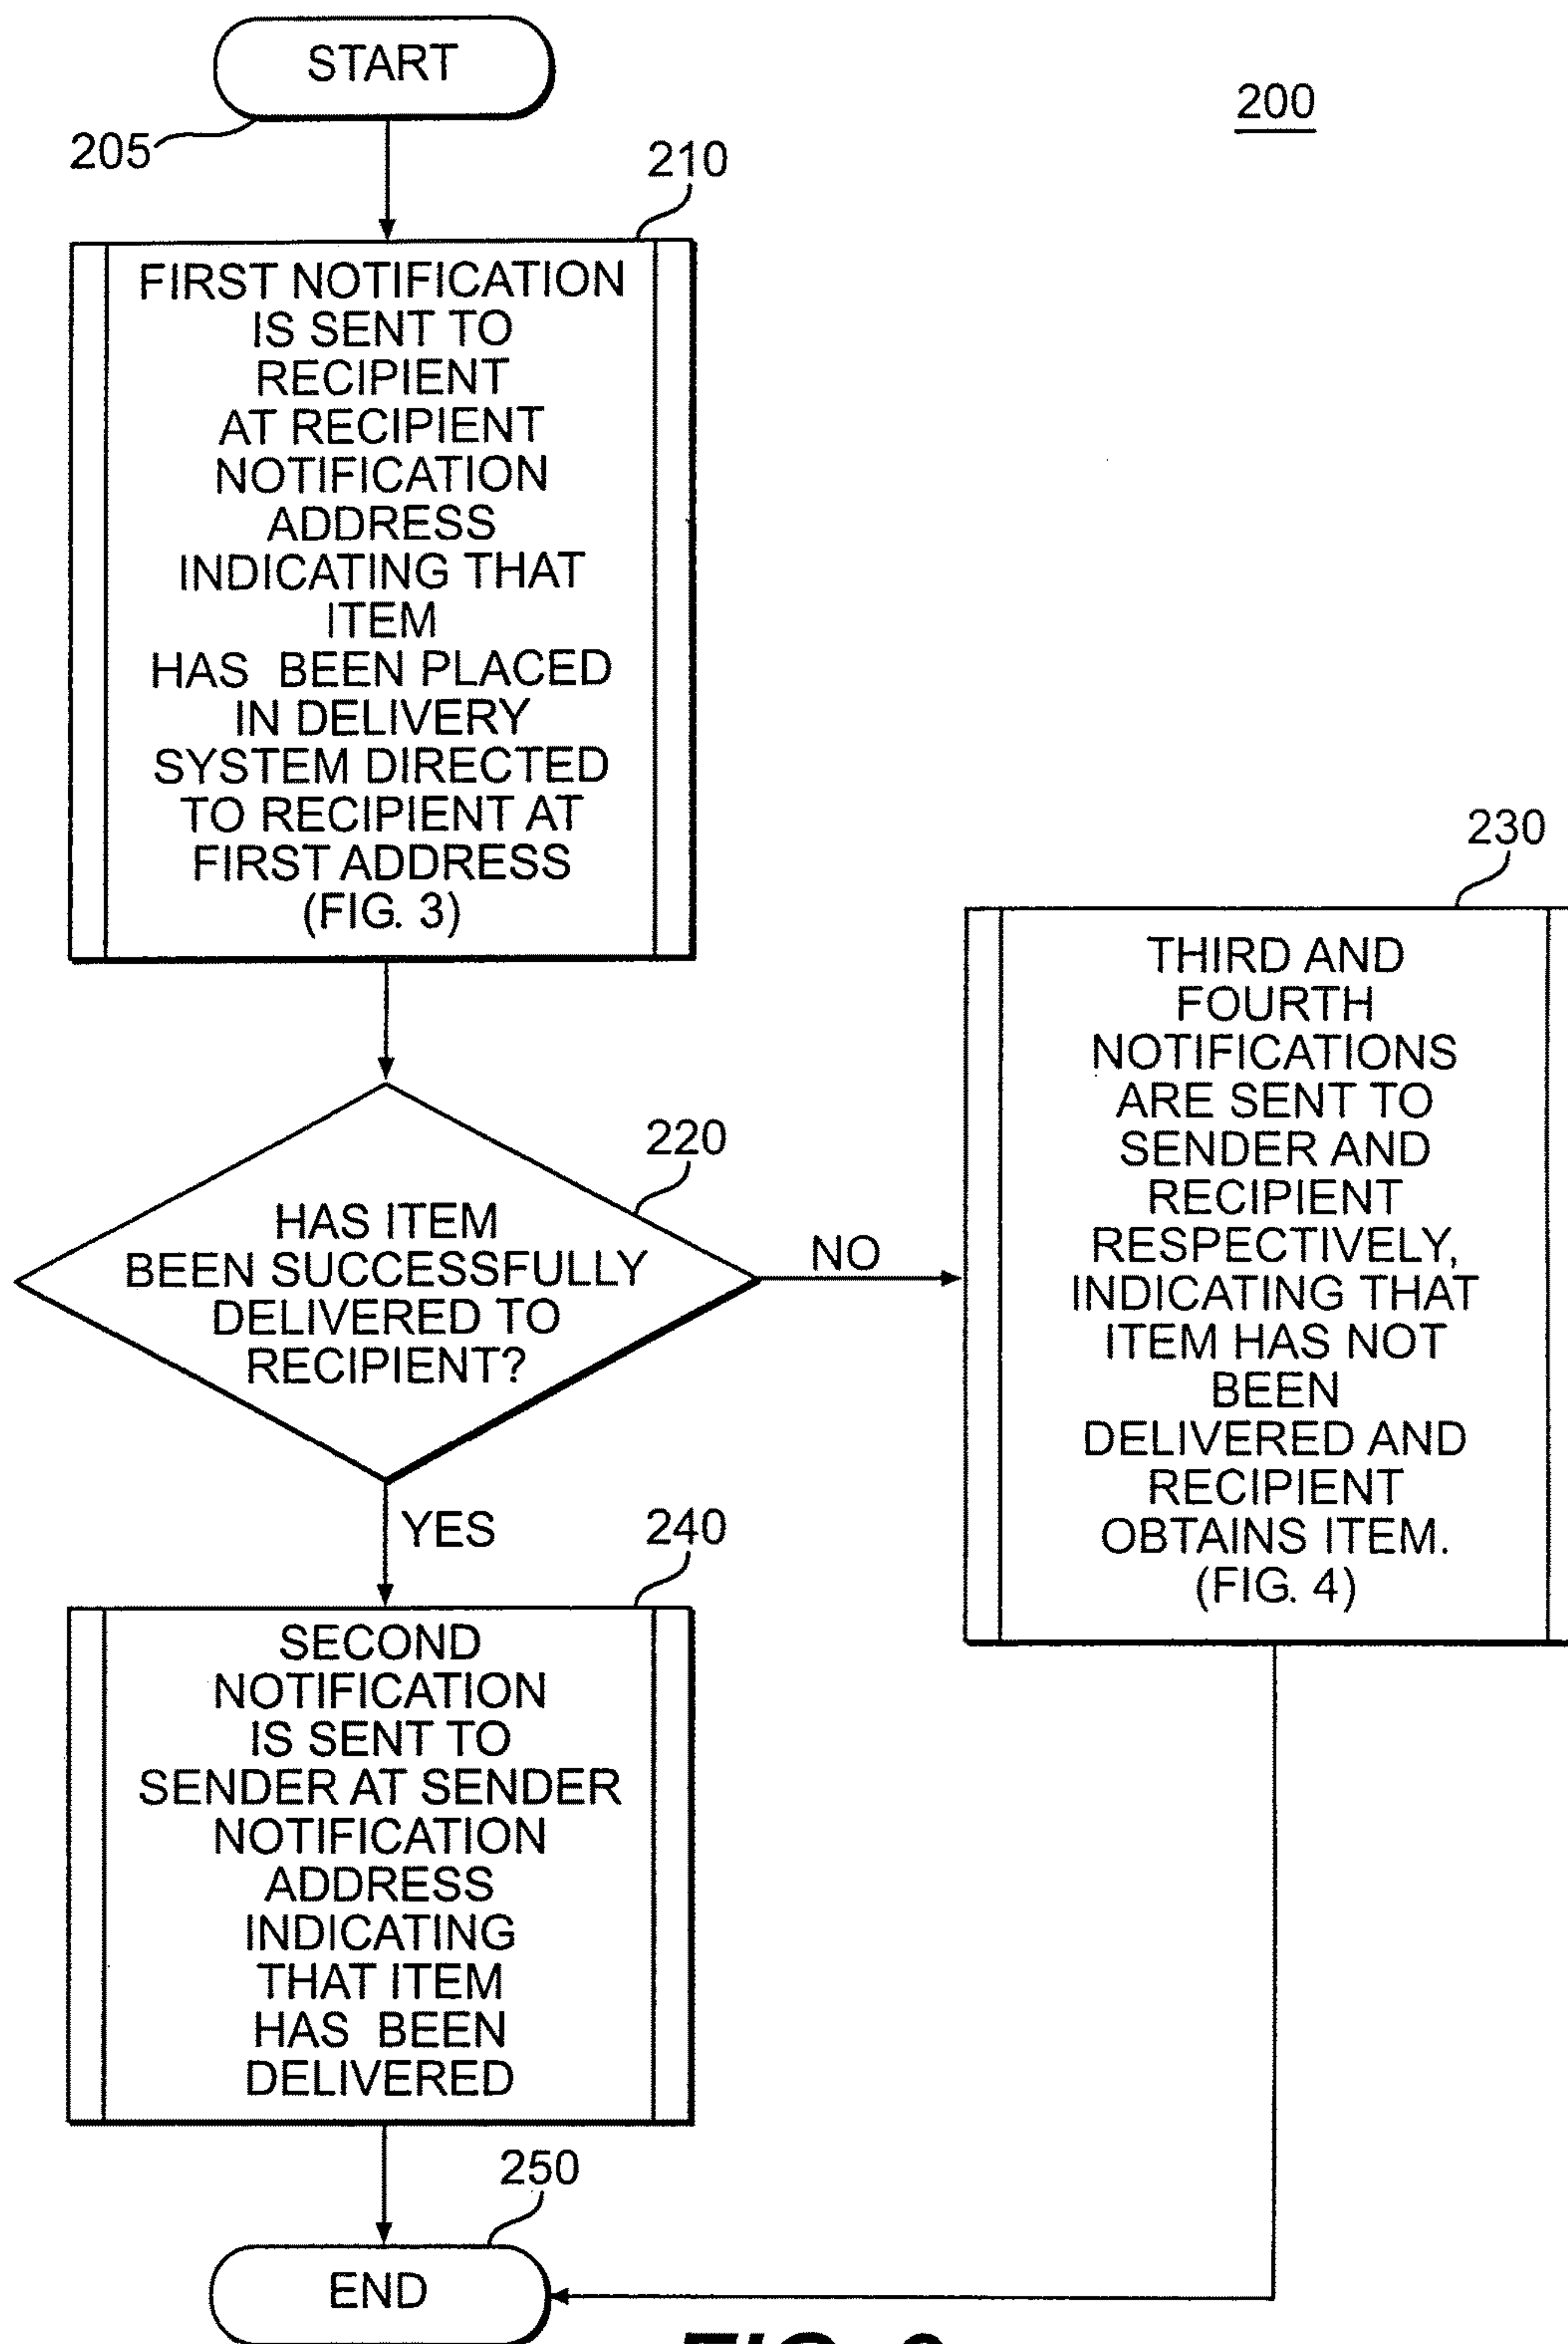 START
200
205
210
FIRST NOTIFICATION
IS SENT TO
RECIPIENT
AT RECIPIENT
NOTIFICATION
ADDRESS
INDICATING THAT
ITEM
HAS BEEN PLACED
IN DELIVERY
SYSTEM DIRECTED
TO RECIPIENT AT
FIRST ADDRESS
(FIG. 3)
220
HAS ITEM
BEEN SUCCESSFULLY
DELIVERED TO
RECIPIENT?
NO
230
THIRD AND
FOURTH
NOTIFICATIONS
ARE SENT TO
SENDER AND
RECIPIENT
RESPECTIVELY,
INDICATING THAT
ITEM HAS NOT
BEEN
DELIVERED AND
RECIPIENT
OBTAINS ITEM.
(FIG. 4)
YES
240
SECOND
NOTIFICATION
IS SENT TO
SENDER AT SENDER
NOTIFICATION
ADDRESS
INDICATING
THAT ITEM
HAS BEEN
DELIVERED
250
END